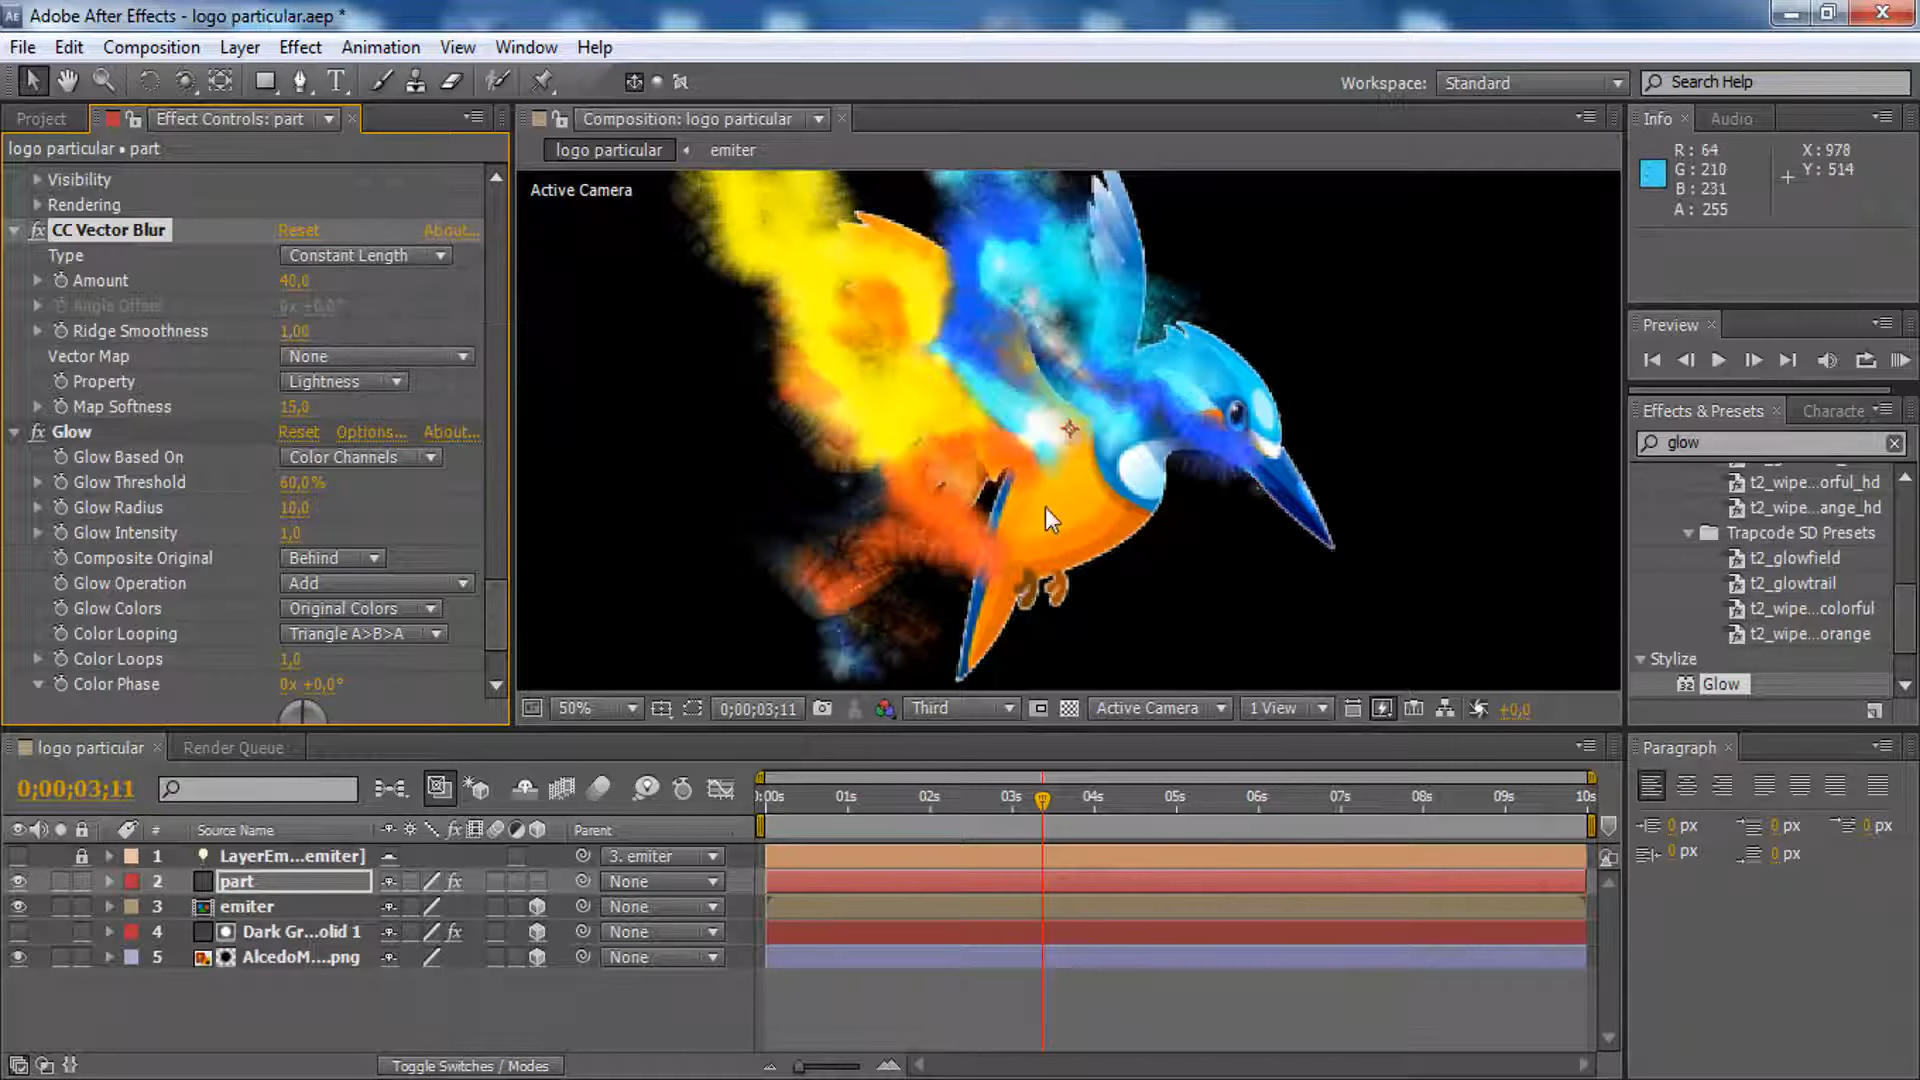 Adobe After Effects - logo particular.aep *
File Edit Composition Layer Effect Animation View Window Help
Workspace: Standard Search Help
Project Effect Controls: part
logo particular • part
Visibility
Rendering
CC Vector Blur Reset About...
Type Constant Length
Amount 40,0
Angle Offset 0x +0,0°
Ridge Smoothness 1,00
Vector Map None
Property Lightness
Map Softness 15,0
Glow Reset Options... About...
Glow Based On Color Channels
Glow Threshold 60,0%
Glow Radius 10,0
Glow Intensity 1,0
Composite Original Behind
Glow Operation Add
Glow Colors Original Colors
Color Looping Triangle A>B>A
Color Loops 1,0
Color Phase 0x +0,0°
Composition: logo particular
logo particular emiter
Active Camera
50% 0;00;03;11 Third Active Camera 1 View +0,0
Info Audio
R: 64 X: 978
G: 210 Y: 514
B: 231
A: 255
Preview
Effects & Presets Characte
glow
t2_wipe...orful_hd
t2_wipe...ange_hd
Trapcode SD Presets
t2_glowfield
t2_glowtrail
t2_wipe...colorful
t2_wipe...orange
Stylize
32 Glow
logo particular Render Queue
0;00;03;11
):00s 01s 02s 03s 04s 05s 06s 07s 08s 09s 10s
# Source Name fx Parent
1 LayerEm...emiter] 3. emiter
2 part fx None
3 emiter None
4 Dark Gr...olid 1 fx None
5 AlcedoM....png None
Toggle Switches / Modes
Paragraph
0 px 0 px 0 px
0 px 0 px